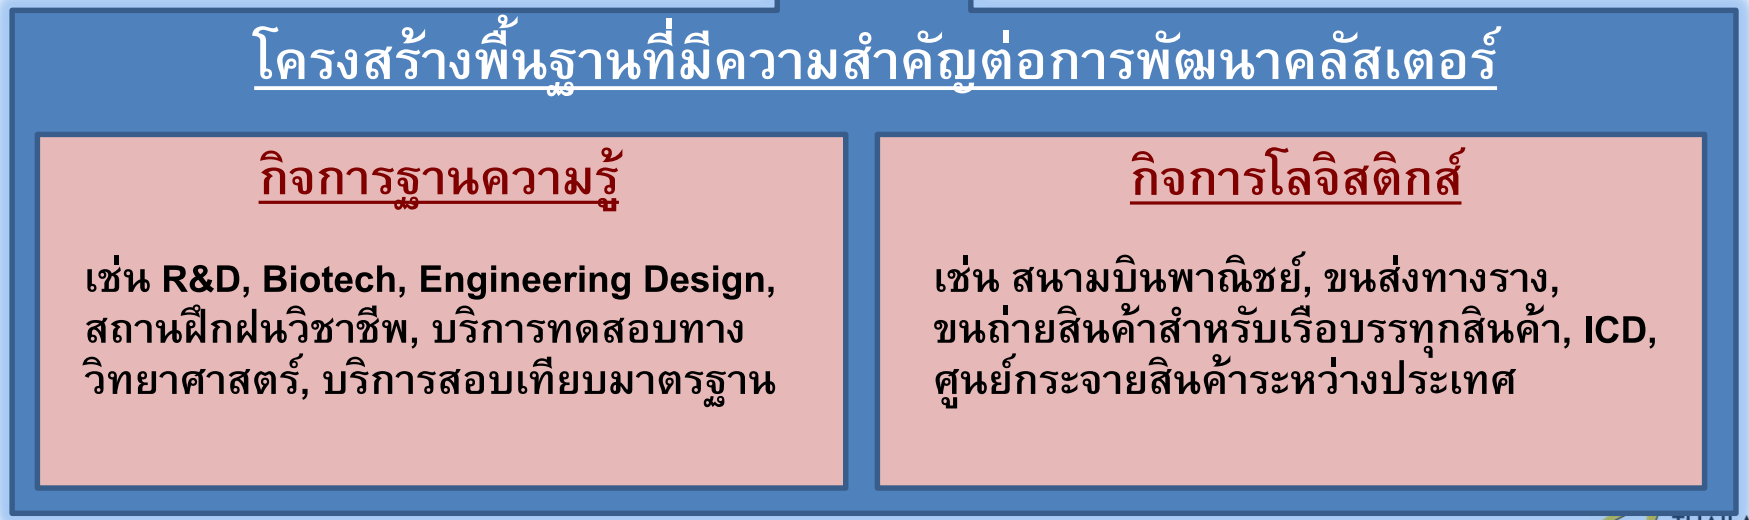 โครงสร้างพื้นฐานที่มีความสำคัญต่อการพัฒนาคลัสเตอร์
กิจการฐานความรู้
เช่น R&D, Biotech, Engineering Design,
สถานฝึกฝนวิชาชีพ, บริการทดสอบทาง
วิทยาศาสตร์, บริการสอบเทียบมาตรฐาน
กิจการโลจิสติกส์
เช่น สนามบินพาณิชย์, ขนส่งทางราง,
ขนถ่ายสินค้าสำหรับเรือบรรทุกสินค้า, ICD,
ศูนย์กระจายสินค้าระหว่างประเทศ